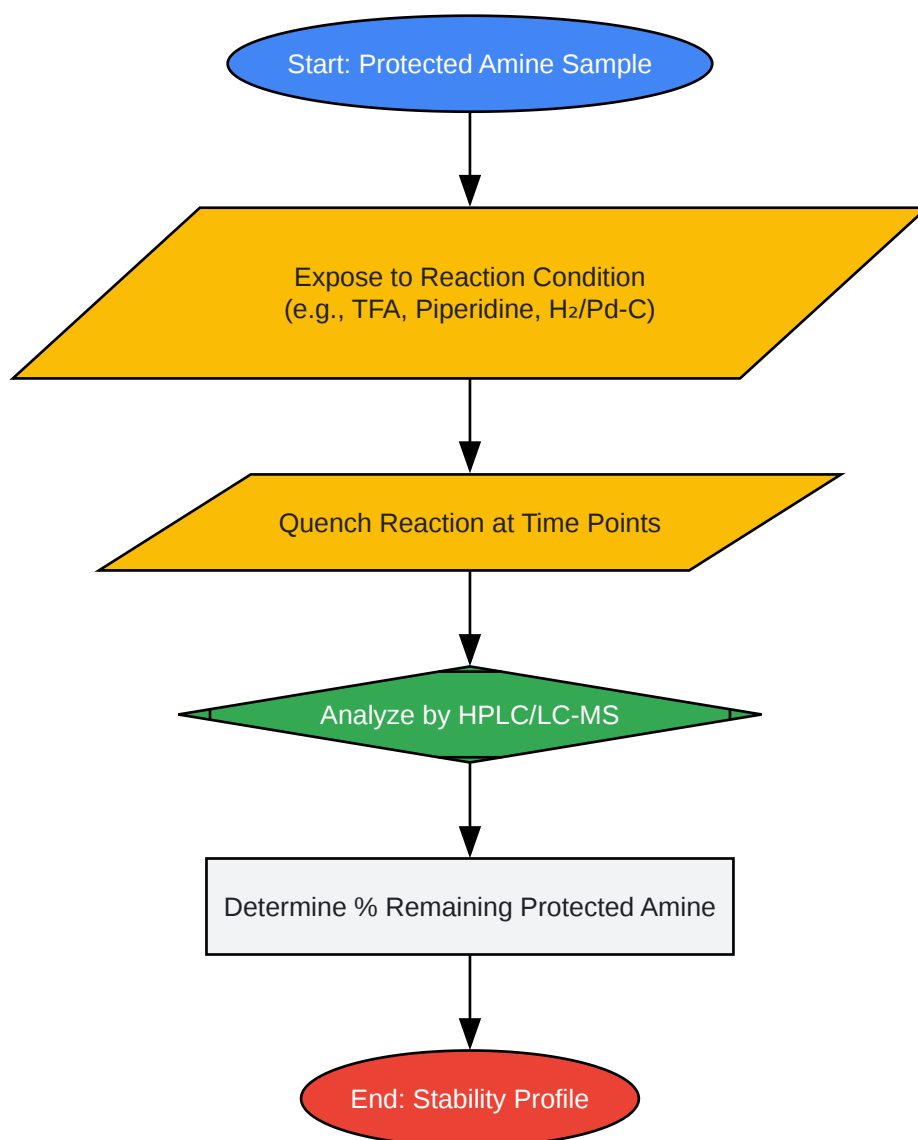 Start: Protected Amine Sample
Expose to Reaction Condition
(e.g., TFA, Piperidine, H₂/Pd-C)
Quench Reaction at Time Points
Analyze by HPLC/LC-MS
Determine % Remaining Protected Amine
End: Stability Profile